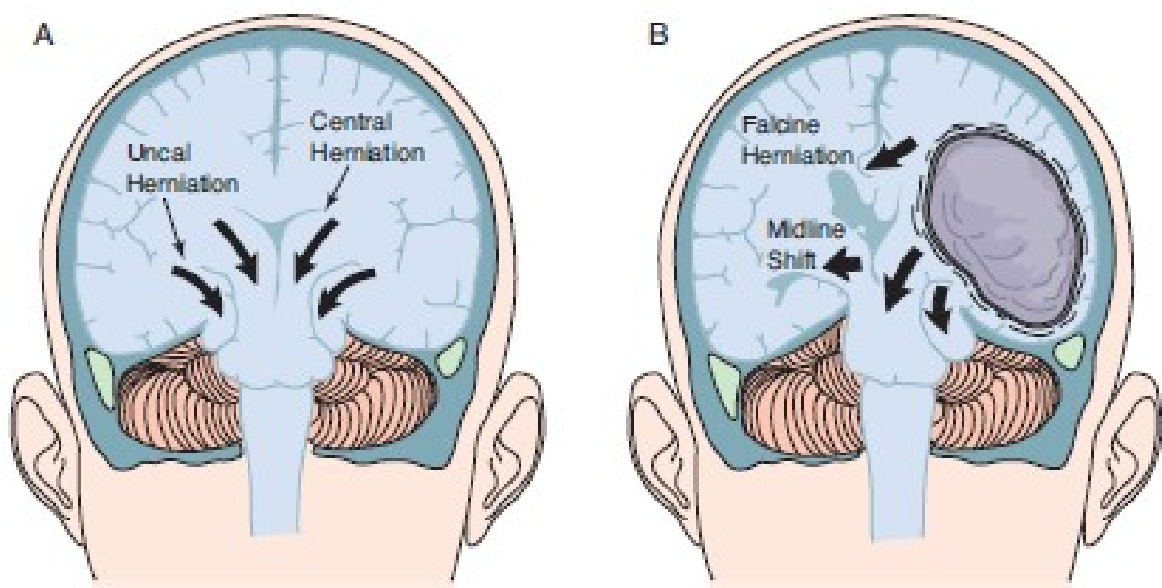 A
Uncal
Herniation
Central
Herniation
B
Falcine
Herniation
Midline
Shift